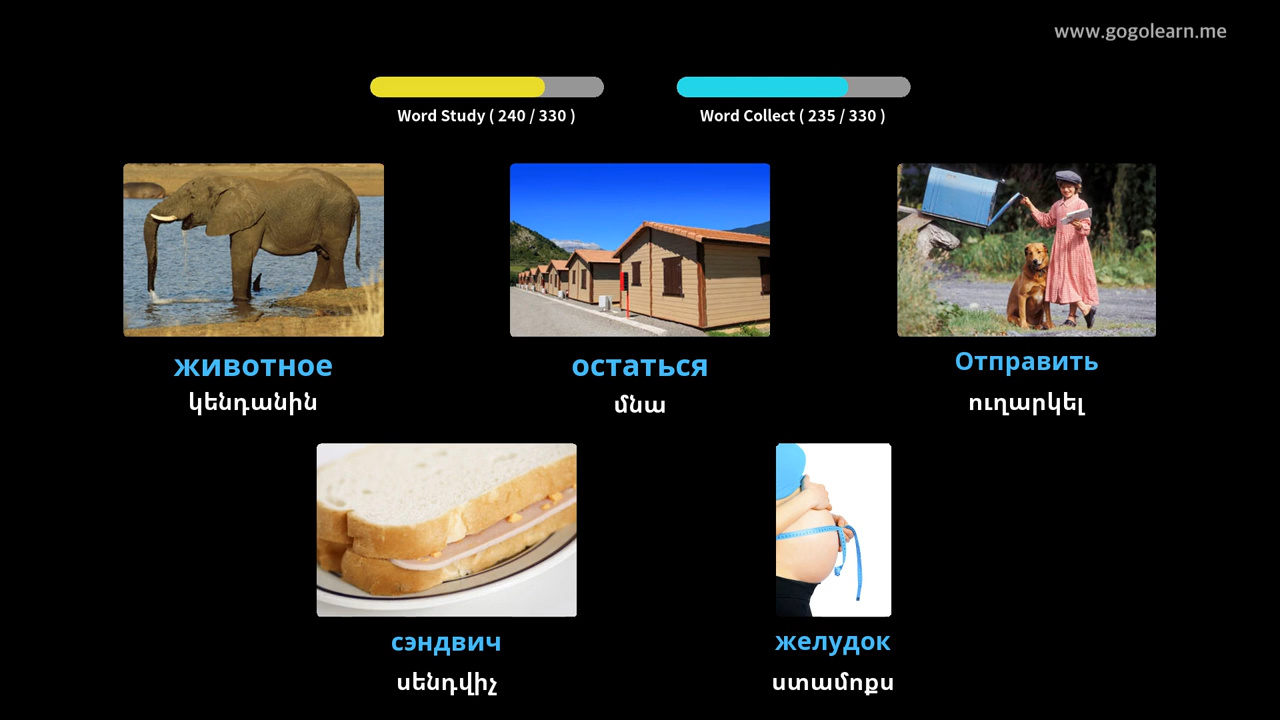 www.gogolearn.me
Word Study ( 240 / 330 )
Word Collect ( 235 / 330 )
животное
կենդանին
остаться
մնա
Отправить
ուղարկել
сэндвич
սենդվիչ
желудок
ստամոքս